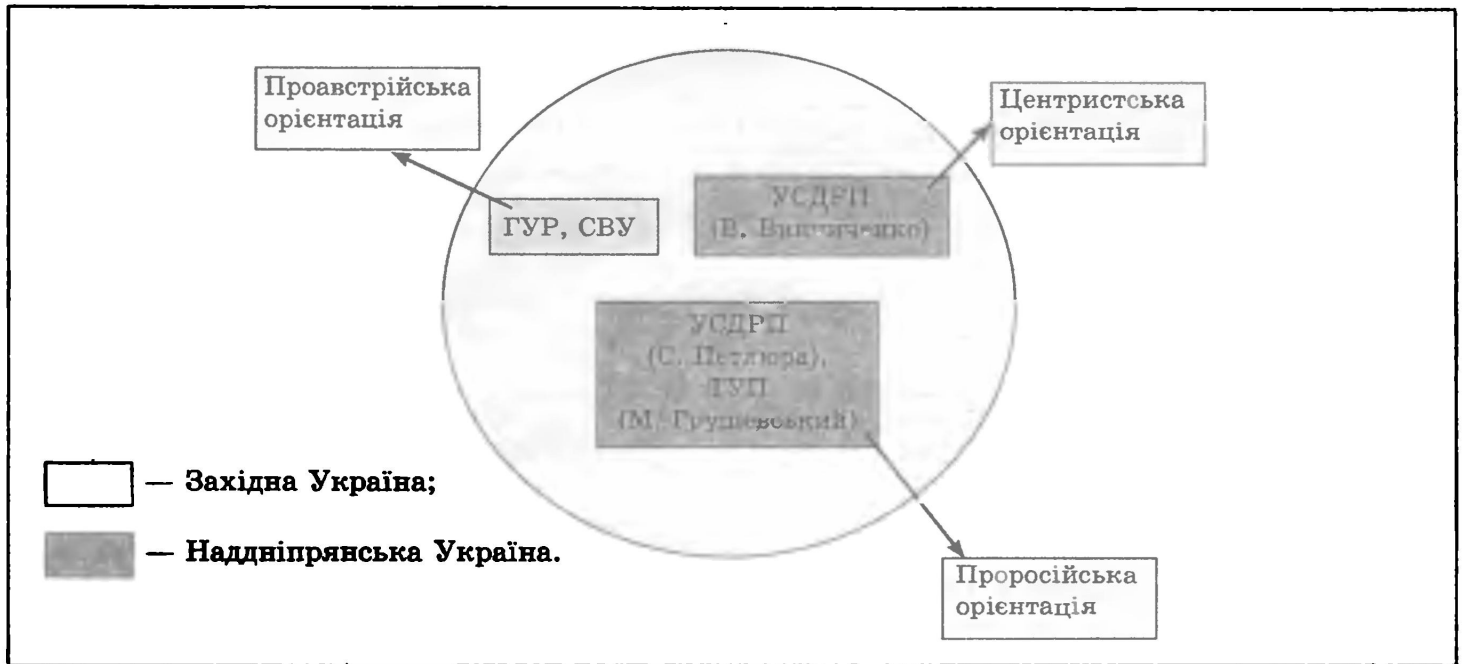 Проавстрійська
орієнтація
Центристська
орієнтація
ГУР, СВУ
УСДРП
(В. Винниченко)
УСДРП
(С. Петлюра),
ТУП
(М. Грушевський)
— Західна Україна;
— Наддніпрянська Україна.
Проросійська
орієнтація